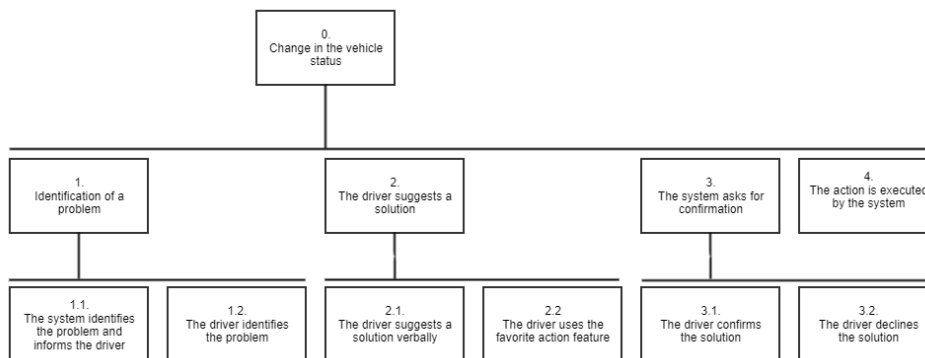 0.
Change in the vehicle
status
1.
Identification of a
problem
2.
The driver suggests a
solution
3.
The system asks for
confirmation
4.
The action is executed
by the system
1.1.
The system identifies
the problem and
informs the driver
1.2.
The driver identifies
the problem
2.1.
The driver suggests a
solution verbally
2.2
The driver uses the
favorite action feature
3.1.
The driver confirms
the solution
3.2.
The driver declines
the solution